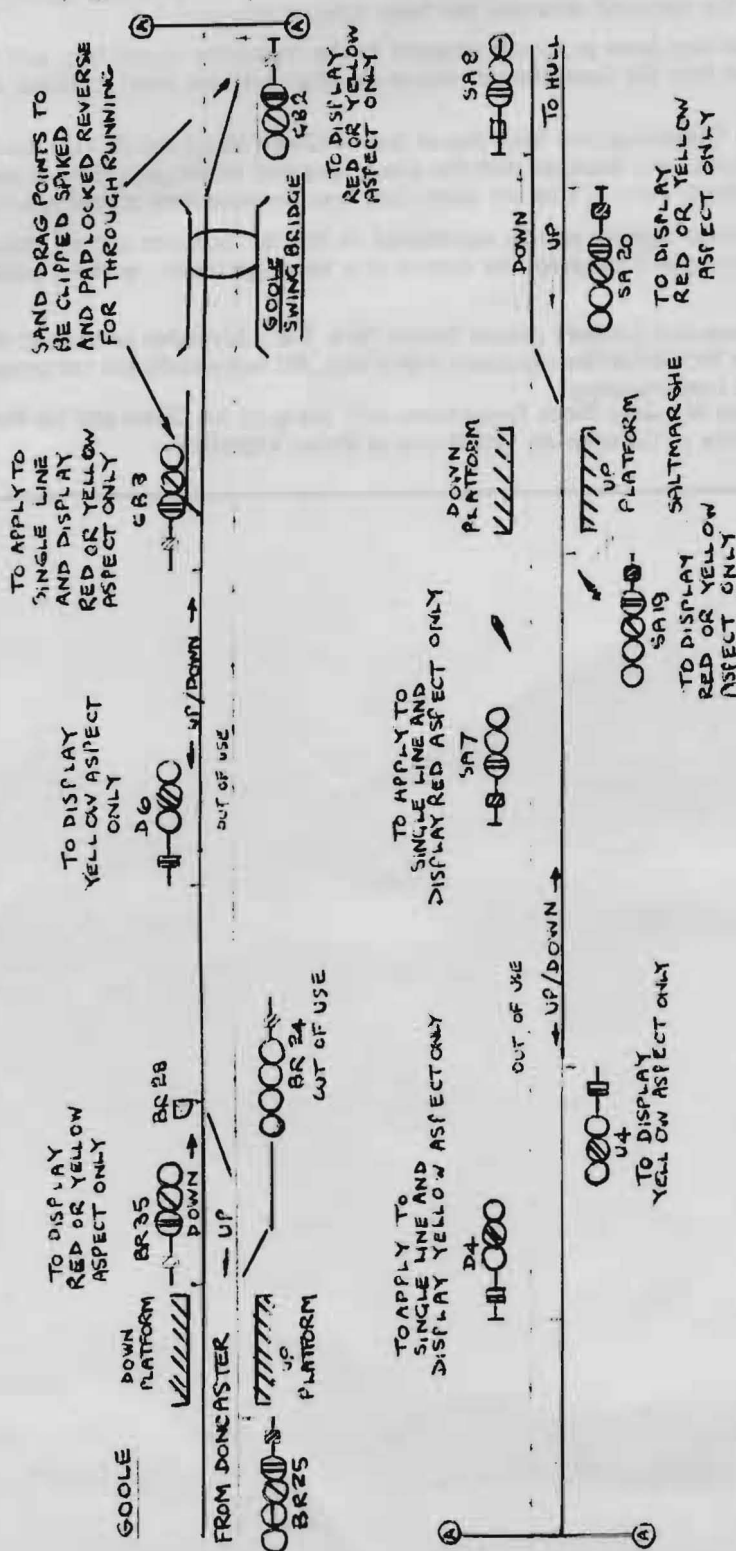 GOOLE
DOWN
PLATFORM
FROM DONCASTER
UP
PLATFORM
BR25
TO DISPLAY
RED OR YELLOW
ASPECT ONLY
BR35
DOWN
UP
BR28
BR24
OUT OF USE
TO DISPLAY
YELLOW ASPECT
ONLY
D6
UP/DOWN
OUT OF USE
TO APPLY TO
SINGLE LINE
AND DISPLAY
RED OR YELLOW
ASPECT ONLY
GB3
SAND DRAG POINTS TO
BE CLIPPED SPIKED
AND PADLOCKED REVERSE
FOR THROUGH RUNNING
GOOLE
SWING BRIDGE
GB2
TO DISPLAY
RED OR YELLOW
ASPECT ONLY
A
A
A
A
TO APPLY TO
SINGLE LINE AND
DISPLAY YELLOW ASPECT ONLY
D4
OUT OF USE
UP/DOWN
U4
TO DISPLAY
YELLOW ASPECT ONLY
TO APPLY TO
SINGLE LINE AND
DISPLAY RED ASPECT ONLY
SA7
DOWN
PLATFORM
UP
PLATFORM
SALTMARSHE
SA19
TO DISPLAY
RED OR YELLOW
ASPECT ONLY
SA8
DOWN
UP
TO HULL
SA20
TO DISPLAY
RED OR YELLOW
ASPECT ONLY